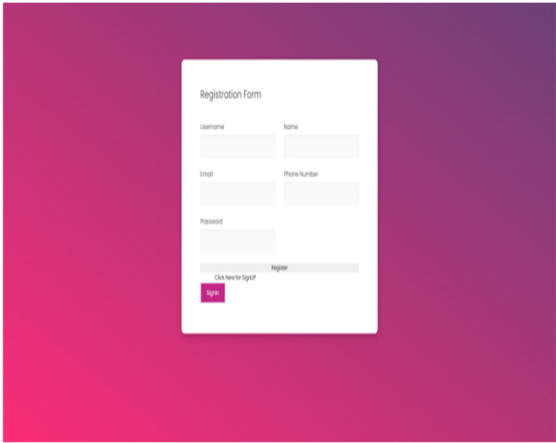 Registration Form
Username Name
Email Phone Number
Password
Register
Click here for SignUP
SignIn